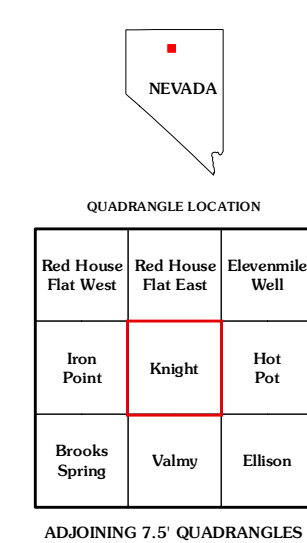 NEVADA
QUADRANGLE LOCATION
Red House Flat West
Red House Flat East
Elevenmile Well
Iron Point
Knight
Hot Pot
Brooks Spring
Valmy
Ellison
ADJOINING 7.5' QUADRANGLES